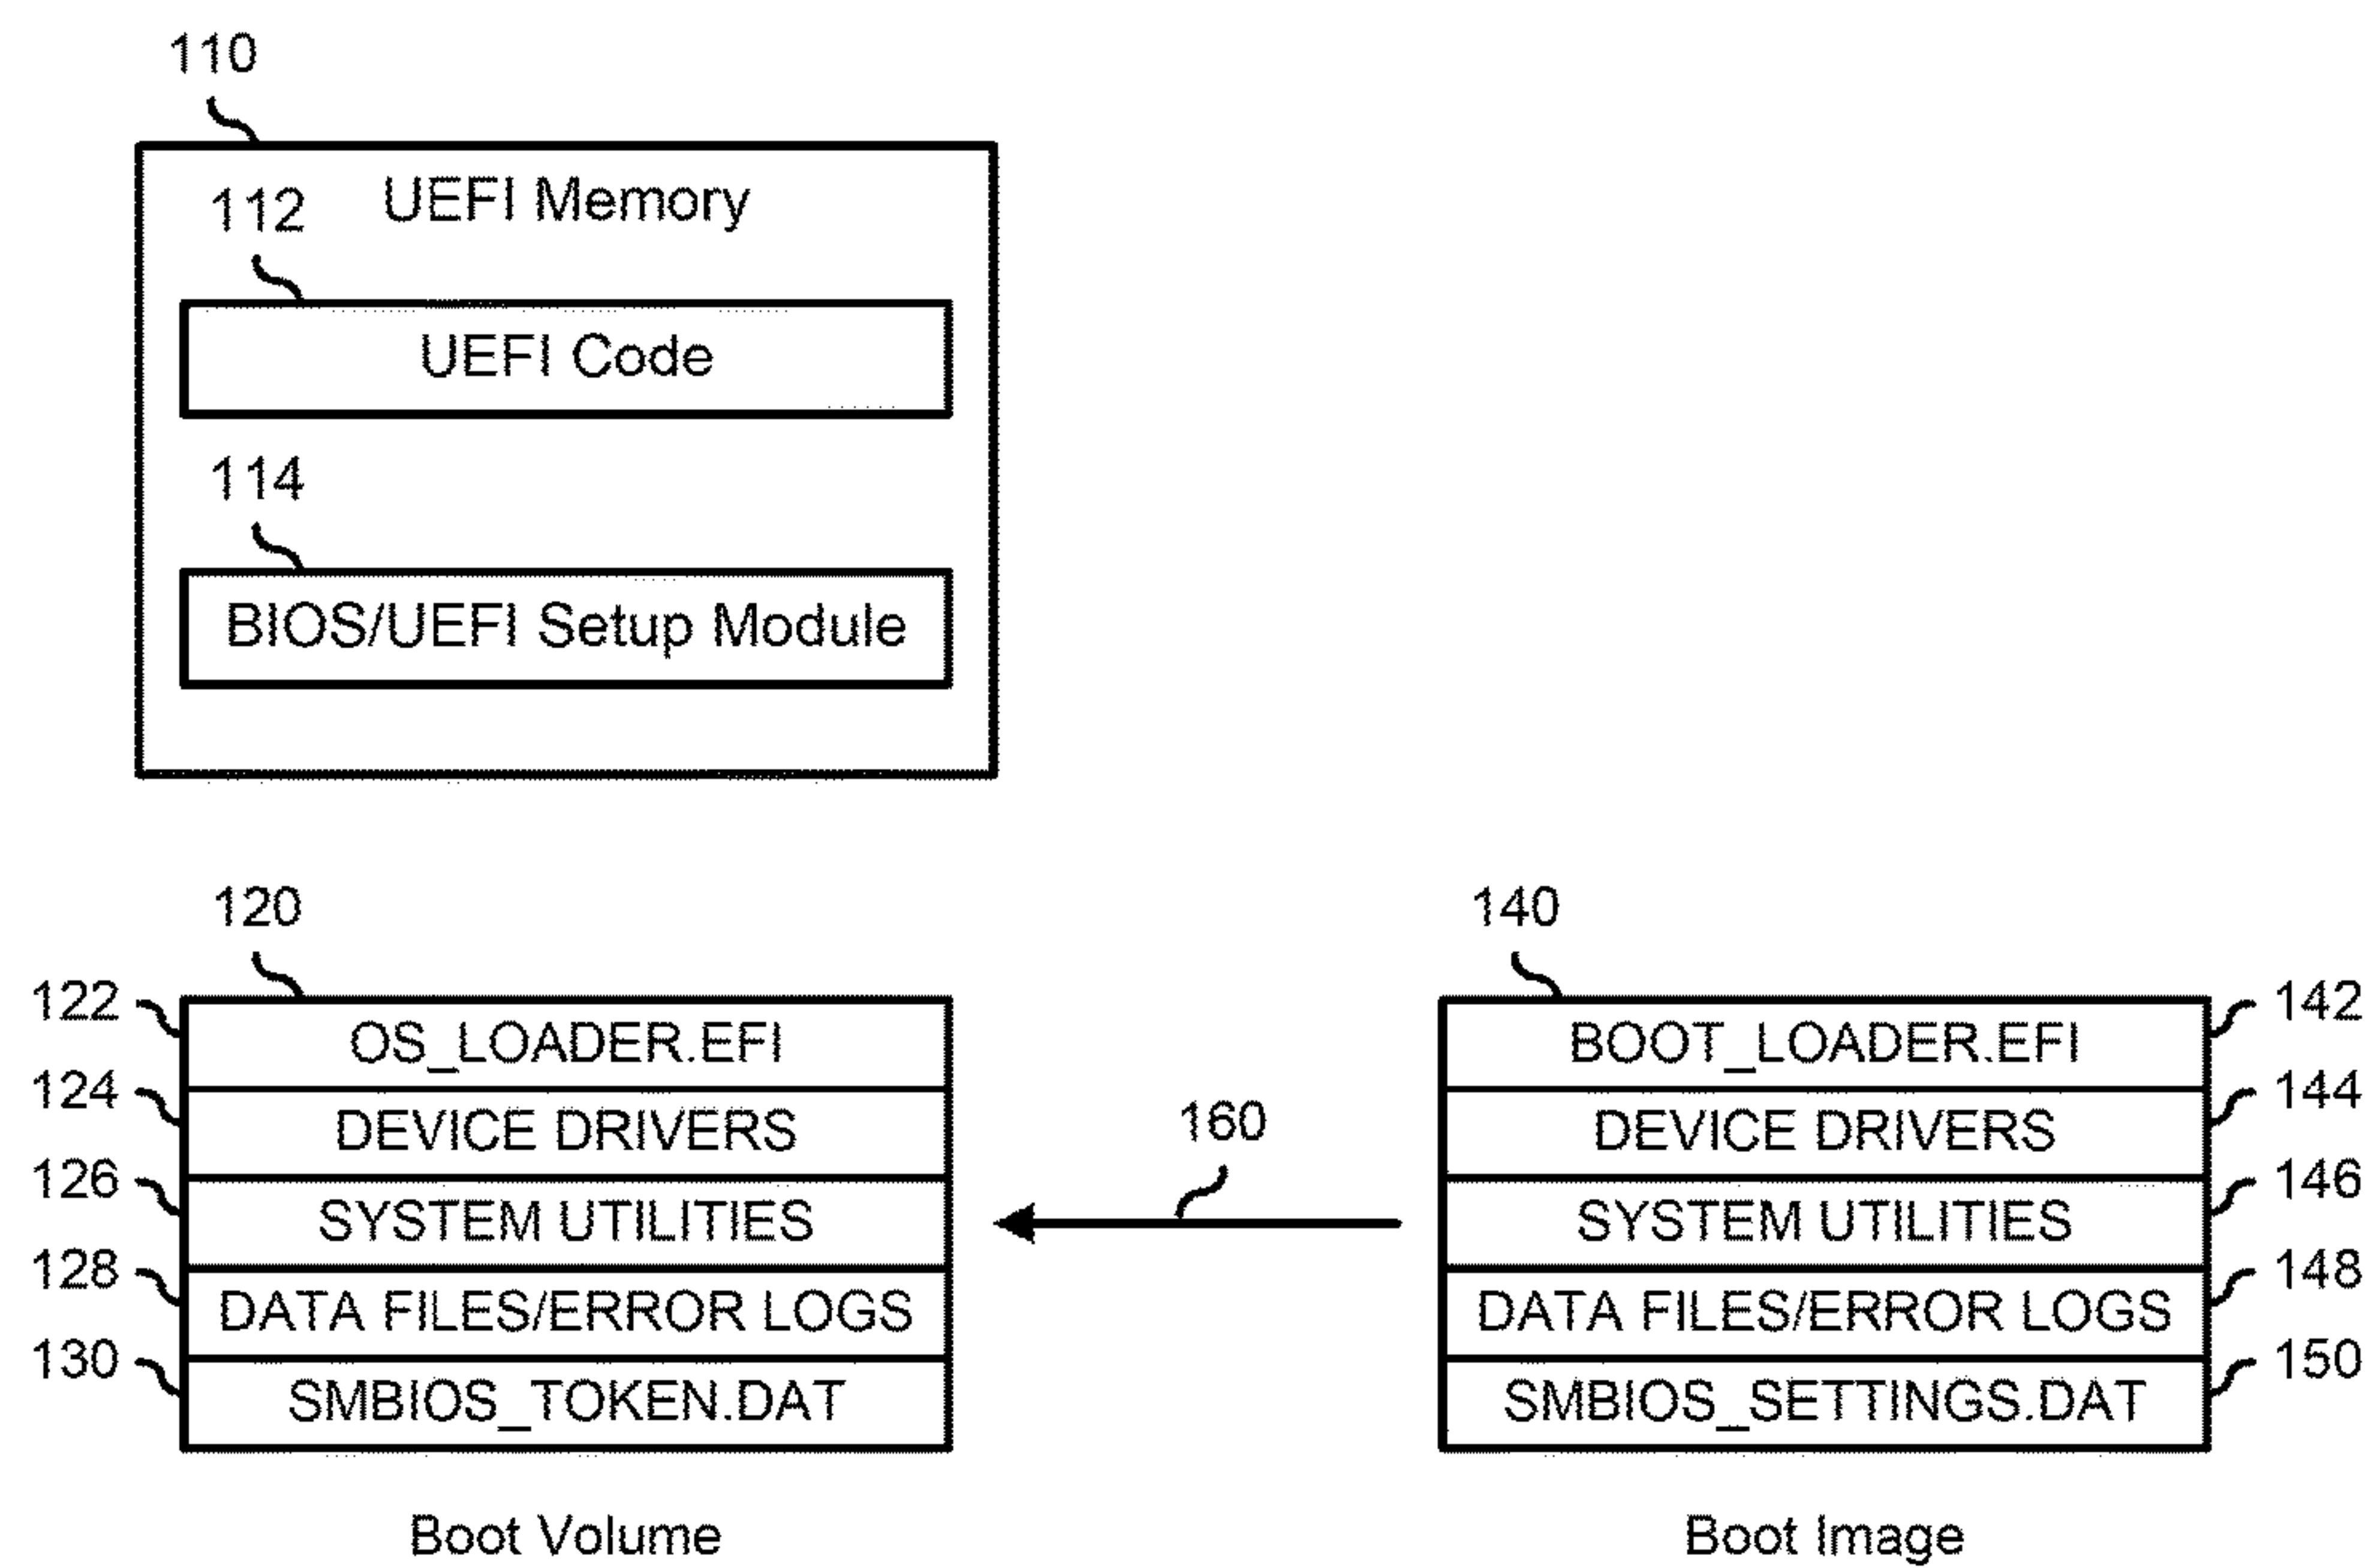 110
UEFI Memory
112
UEFI Code
114
BIOS/UEFI Setup Module
120
122
OS_LOADER.EFI
124
DEVICE DRIVERS
126
SYSTEM UTILITIES
128
DATA FILES/ERROR LOGS
130
SMBIOS_TOKEN.DAT
Boot Volume
160
140
BOOT_LOADER.EFI
142
DEVICE DRIVERS
144
SYSTEM UTILITIES
146
DATA FILES/ERROR LOGS
148
SMBIOS_SETTINGS.DAT
150
Boot Image